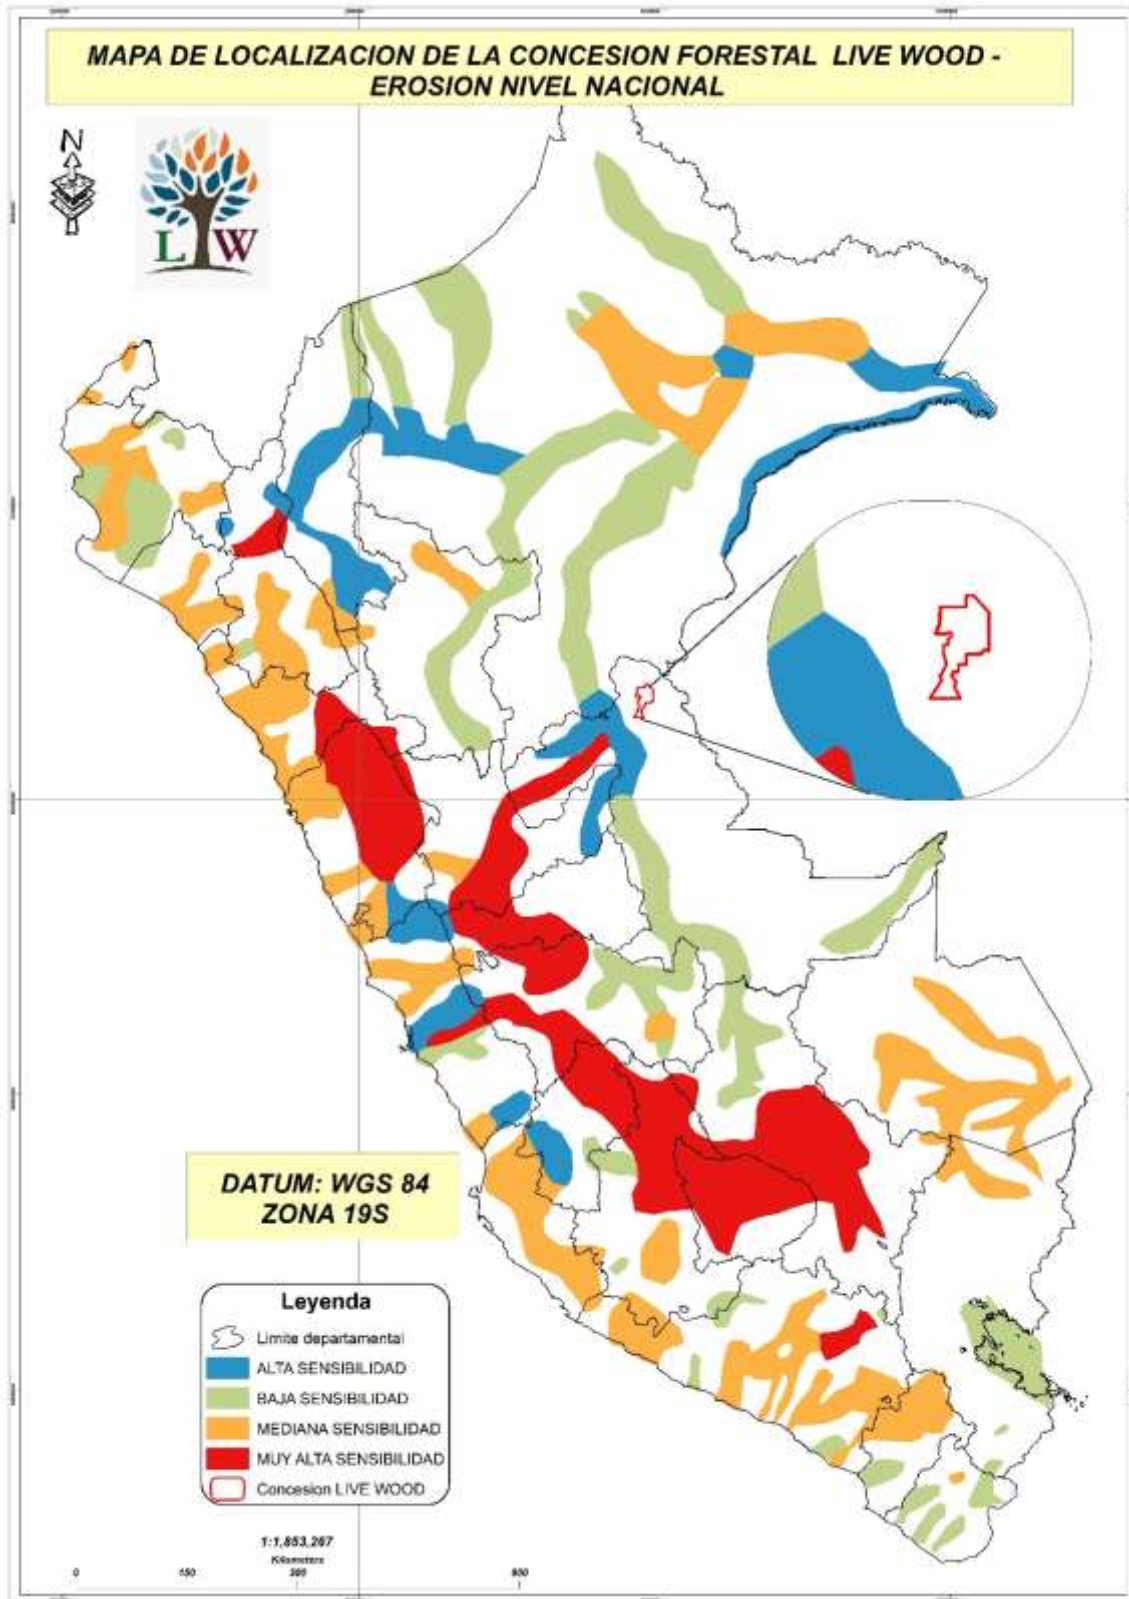 MAPA DE LOCALIZACION DE LA CONCESION FORESTAL LIVE WOOD -
EROSION NIVEL NACIONAL
N
L W
DATUM: WGS 84
ZONA 19S
Leyenda
Limite departamental
ALTA SENSIBILIDAD
BAJA SENSIBILIDAD
MEDIANA SENSIBILIDAD
MUY ALTA SENSIBILIDAD
Concesion LIVE WOOD
1:1,853,267
Kilometers
0 150 300 600